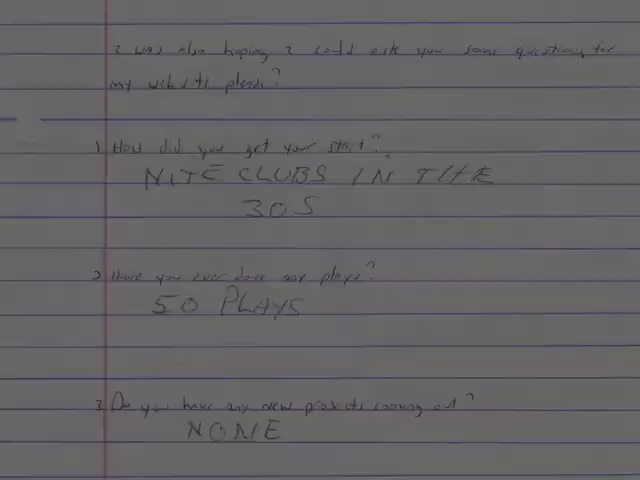 I was also hoping I could ask you some questions for
my website please?
1. How did you get your start?
NITE CLUBS IN THE
30S
2. Have you ever done any plays?
50 PLAYS
3. Do you have any new projects coming out?
NONE